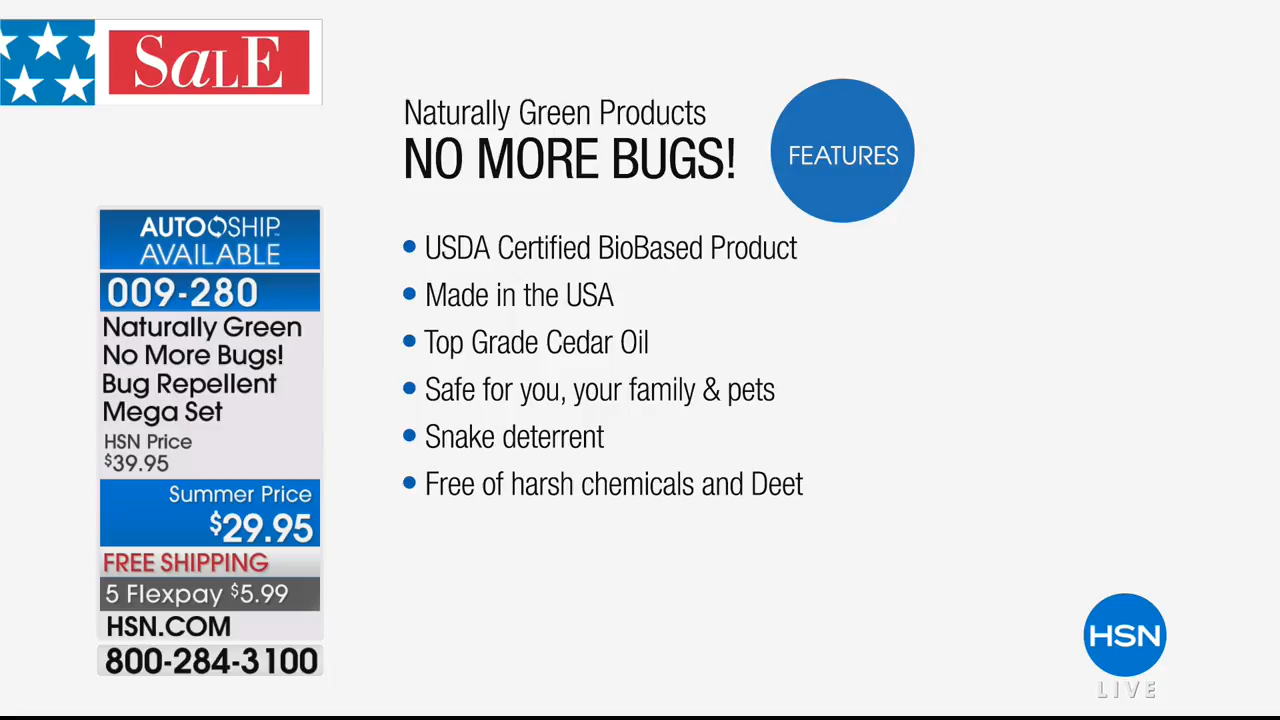 SALE
Naturally Green Products
NO MORE BUGS!
FEATURES
• USDA Certified BioBased Product
• Made in the USA
• Top Grade Cedar Oil
• Safe for you, your family & pets
• Snake deterrent
• Free of harsh chemicals and Deet
AUTO SHIP
AVAILABLE
009-280
Naturally Green
No More Bugs!
Bug Repellent
Mega Set
HSN Price
$39.95
Summer Price
$29.95
FREE SHIPPING
5 Flexpay $5.99
HSN.COM
800-284-3100
HSN
LIVE